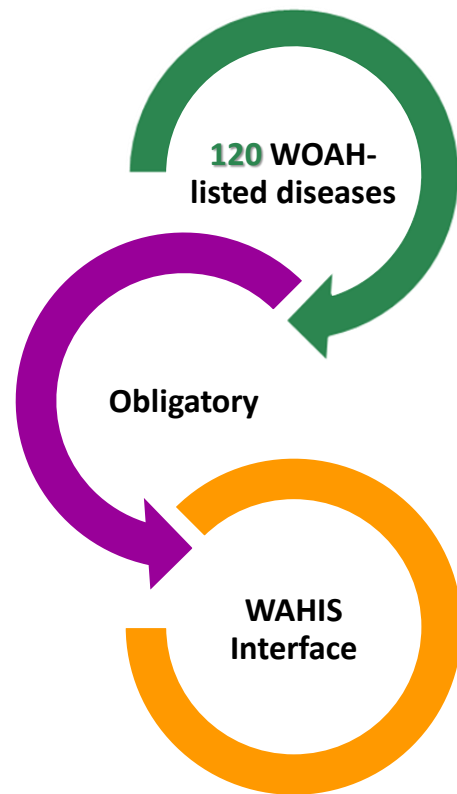 120 WOAH-
listed diseases
Obligatory
WAHIS
Interface